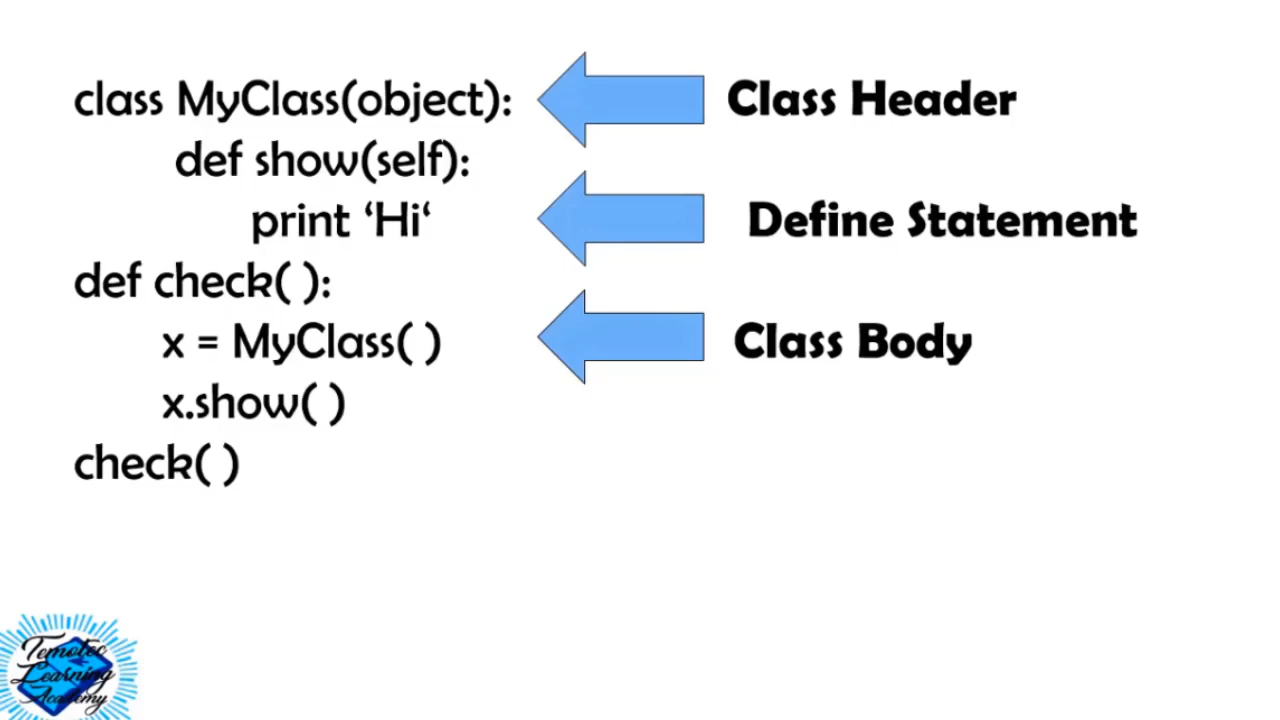 class MyClass(object):
Class Header
def show(self):
print ‘Hi‘
Define Statement
def check( ):
x = MyClass( )
Class Body
x.show( )
check( )
Temotec
Learning
Academy